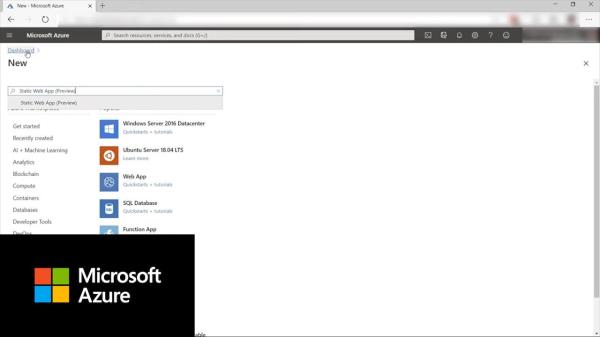 New - Microsoft Azure
Microsoft Azure
Search resources, services, and docs (G+/)
Dashboard
New
Static Web App (Preview)
Static Web App (Preview)
Get started
Recently created
AI + Machine Learning
Analytics
Blockchain
Compute
Containers
Databases
Developer Tools
DevOps
Windows Server 2016 Datacenter
Quickstarts + tutorials
Ubuntu Server 18.04 LTS
Learn more
Web App
Quickstarts + tutorials
SQL Database
Quickstarts + tutorials
Function App
Microsoft
Azure